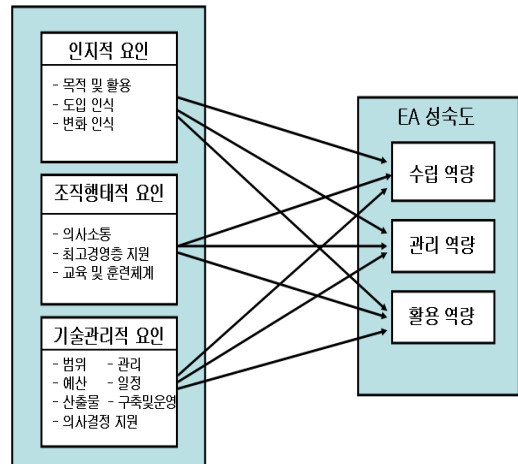 인지적 요인
- 목적 및 활용
- 도입 인식
- 변화 인식
조직행태적 요인
- 의사소통
- 최고경영층 지원
- 교육 및 훈련체계
기술관리적 요인
- 범위 - 관리
- 예산 - 일정
- 산출물 - 구축및운영
- 의사결정 지원
EA 성숙도
수립 역량
관리 역량
활용 역량